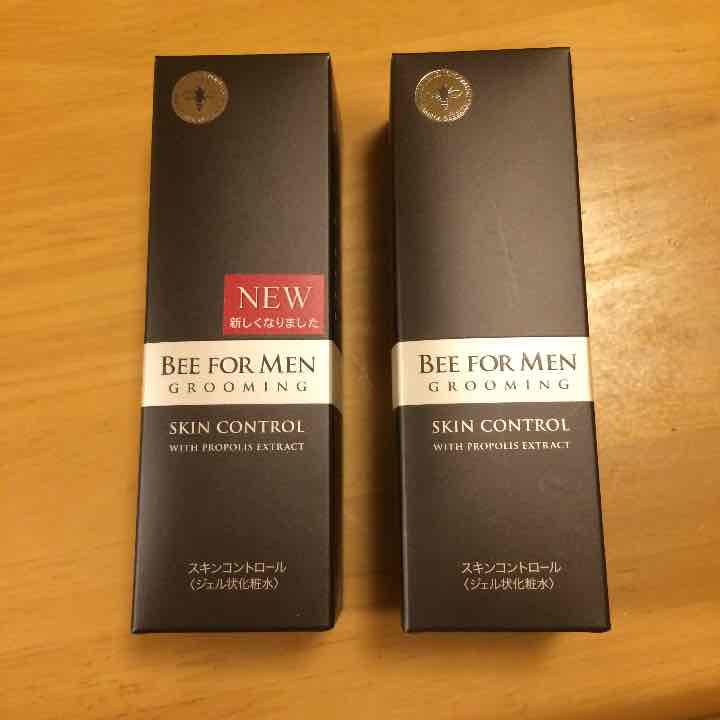 NEW
新しくなりました
BEE FOR MEN
GROOMING
SKIN CONTROL
WITH PROPOLIS EXTRACT
スキンコントロール
〈ジェル状化粧水〉
BEE FOR MEN
GROOMING
SKIN CONTROL
WITH PROPOLIS EXTRACT
スキンコントロール
〈ジェル状化粧水〉